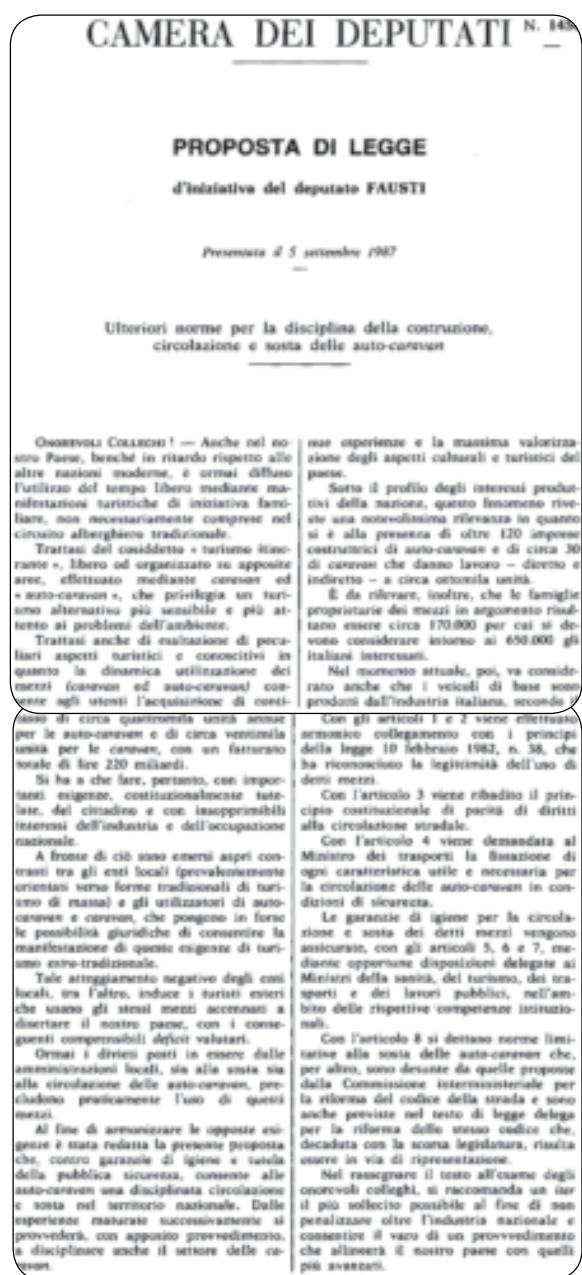 CAMERA DEI DEPUTATI N.
PROPOSTA DI LEGGE
d'iniziativa del deputato FAUSTI
Presentata il 5 settembre 1987
Ulteriori norme per la disciplina della costruzione,
circolazione e sosta delle auto-caravan
ONOREVOLI COLLEGHI! — Anche nel no-
stro Paese, benché in ritardo rispetto alle
altre nazioni moderne, è ormai diffuso
l'utilizzo del tempo libero mediante ma-
nifestazioni turistiche di iniziativa fami-
liare, non necessariamente comprese nel
circuito alberghiero tradizionale.
Trattasi del cosiddetto « turismo itine-
rante », libero od organizzato su apposite
aree, effettuato mediante caravan ed
« auto-caravan », che privilegia un turi-
smo alternativo più sensibile e più at-
tento ai problemi dell'ambiente.
Trattasi anche di esaltazione di pecu-
liari aspetti turistici e conoscitivi in
quanto la dinamica utilizzazione dei
mezzi (caravan ed auto-caravan) con-
sente agli utenti l'acquisizione di conti-
nue esperienze e la massima valorizza-
zione degli aspetti culturali e turistici del
paese.
Sotto il profilo degli interessi produt-
tivi della nazione, questo fenomeno rive-
ste una notevolissima rilevanza in quanto
si è alla presenza di oltre 120 imprese
costruttrici di auto-caravan e di circa 30
di caravan che danno lavoro – diretto e
indiretto – a circa ottomila unità.
È da rilevare, inoltre, che le famiglie
proprietarie dei mezzi in argomento risul-
tano essere circa 170.000 per cui si de-
vono considerare intorno ai 650.000 gli
italiani interessati.
Nel momento attuale, poi, va conside-
rato anche che i veicoli di base sono
prodotti dall'industria italiana, secondo il
tasso di circa quattromila unità annue
per le auto-caravan e di circa ventimila
unità per le caravan, con un fatturato
totale di lire 220 miliardi.
Si ha a che fare, pertanto, con impor-
tanti esigenze, costituzionalmente tute-
late, del cittadino e con insopprimibili
interessi dell'industria e dell'occupazione
nazionale.
A fronte di ciò sono emersi aspri con-
trasti tra gli enti locali (prevalentemente
orientati verso forme tradizionali di turi-
smo di massa) e gli utilizzatori di auto-
caravan e caravan, che pongono in forse
le possibilità giuridiche di consentire la
manifestazione di queste esigenze di turi-
smo extra-tradizionale.
Tale atteggiamento negativo degli enti
locali, tra l'altro, induce i turisti esteri
che usano gli stessi mezzi accennati a
disertare il nostro paese, con i conse-
guenti comprensibili deficit valutari.
Ormai i divieti posti in essere dalle
amministrazioni locali, sia alla sosta sia
alla circolazione delle auto-caravan, pre-
cludono praticamente l'uso di questi
mezzi.
Al fine di armonizzare le opposte esi-
genze è stata redatta la presente proposta
che, contro garanzie di igiene e tutela
della pubblica sicurezza, consente alle
auto-caravan una disciplinata circolazione
e sosta nel territorio nazionale. Dalle
esperienze maturate successivamente si
provvederà, con apposito provvedimento,
a disciplinare anche il settore delle ca-
ravan.
Con gli articoli 1 e 2 viene effettuato
armonico collegamento con i principi
della legge 10 febbraio 1982, n. 38, che
ha riconosciuto la legittimità dell'uso di
detti mezzi.
Con l'articolo 3 viene ribadito il prin-
cipio costituzionale di parità di diritti
alla circolazione stradale.
Con l'articolo 4 viene demandata al
Ministro dei trasporti la fissazione di
ogni caratteristica utile e necessaria per
la circolazione delle auto-caravan in con-
dizioni di sicurezza.
Le garanzie di igiene per la circola-
zione e sosta dei detti mezzi vengono
assicurate, con gli articoli 5, 6 e 7, me-
diante opportune disposizioni delegate ai
Ministri della sanità, del turismo, dei tra-
sporti e dei lavori pubblici, nell'am-
bito delle rispettive competenze istituzio-
nali.
Con l'articolo 8 si dettano norme limi-
tative alla sosta delle auto-caravan che,
per altro, sono desunte da quelle proposte
dalla Commissione interministeriale per
la riforma del codice della strada e sono
anche previste nel testo di legge delega
per la riforma dello stesso codice che,
decaduta con la scorsa legislatura, risulta
essere in via di ripresentazione.
Nel rassegnare il testo all'esame degli
onorevoli colleghi, si raccomanda un iter
il più sollecito possibile al fine di non
penalizzare oltre l'industria nazionale e
consentire il varo di un provvedimento
che allineerà il nostro paese con quelli
più avanzati.